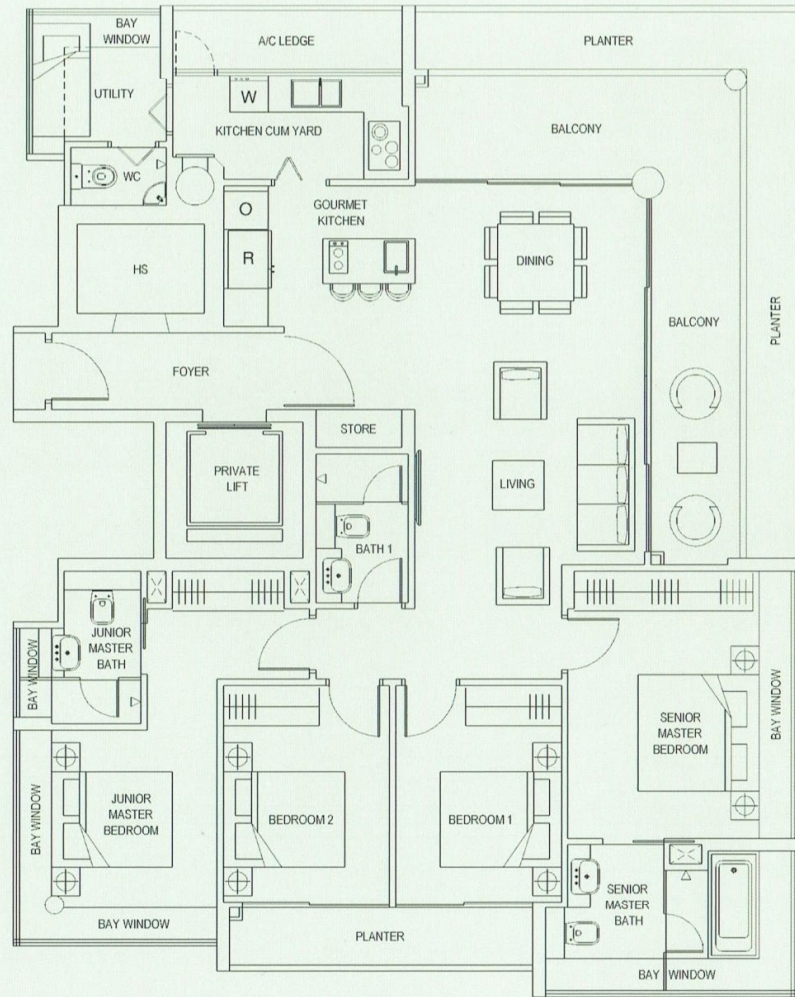 BAY
WINDOW
A/C LEDGE
PLANTER
UTILITY
W
KITCHEN CUM YARD
BALCONY
WC
GOURMET
KITCHEN
O
R
HS
DINING
BALCONY
PLANTER
FOYER
STORE
PRIVATE
LIFT
LIVING
BATH 1
JUNIOR
MASTER
BATH
BAY WINDOW
SENIOR
MASTER
BEDROOM
BAY WINDOW
JUNIOR
MASTER
BEDROOM
BAY WINDOW
BEDROOM 2
BEDROOM 1
SENIOR
MASTER
BATH
BAY WINDOW
PLANTER
BAY WINDOW